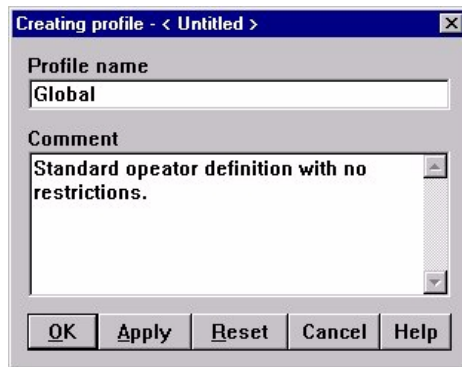 Creating profile - < Untitled >
Profile name
Global
Comment
Standard opeator definition with no
restrictions.
OK Apply Reset Cancel Help